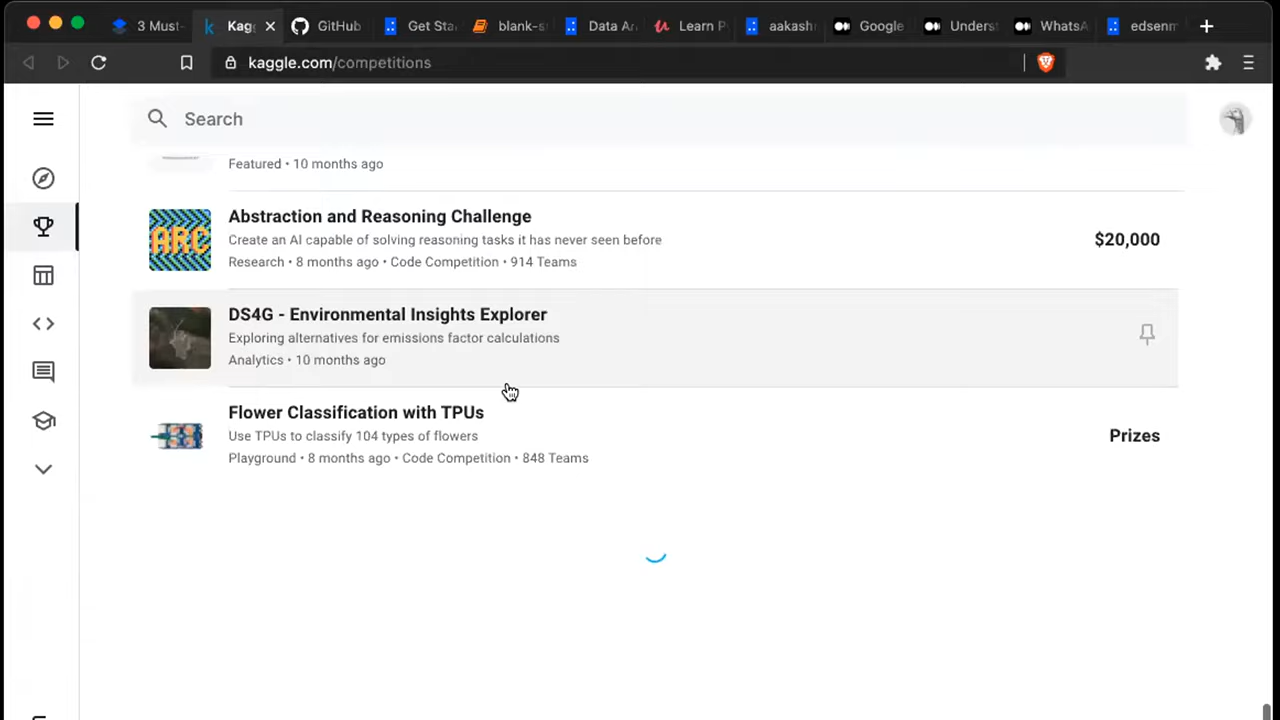 3 Must-
Kag
GitHub
Get Sta
blank-s
Data An
Learn P
aakash
Google
Unders
WhatsA
edsenm
kaggle.com/competitions
Search
Featured • 10 months ago
ARC
Abstraction and Reasoning Challenge
Create an AI capable of solving reasoning tasks it has never seen before
Research • 8 months ago • Code Competition • 914 Teams
$20,000
DS4G - Environmental Insights Explorer
Exploring alternatives for emissions factor calculations
Analytics • 10 months ago
Flower Classification with TPUs
Use TPUs to classify 104 types of flowers
Playground • 8 months ago • Code Competition • 848 Teams
Prizes